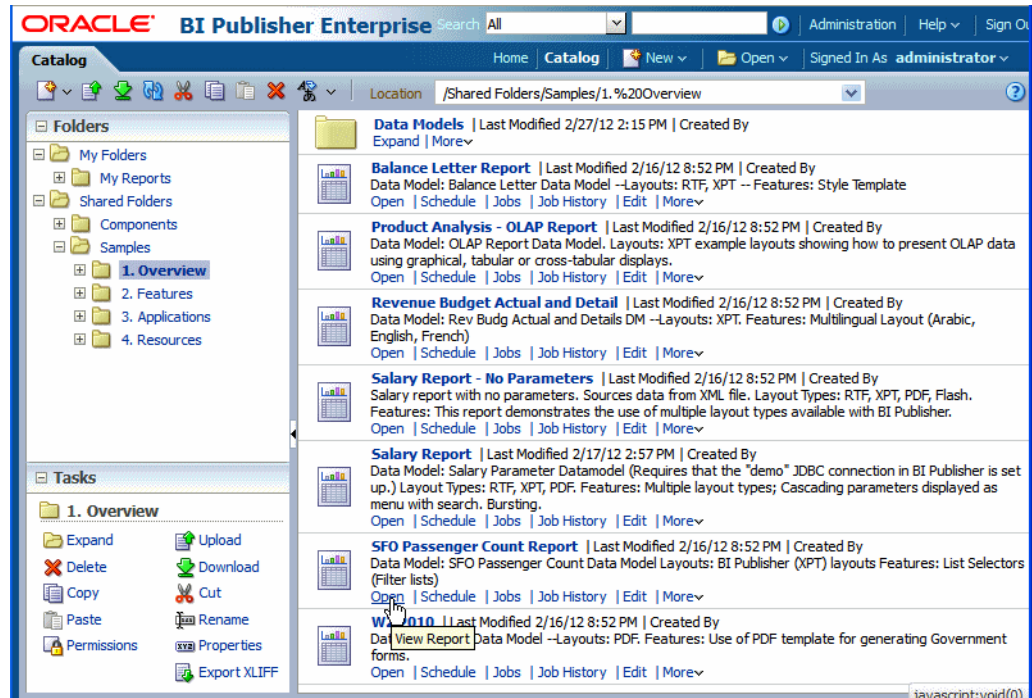 ORACLE BI Publisher Enterprise Search All Administration Help Sign
Catalog Home Catalog New Open Signed In As administrator
Location /Shared Folders/Samples/1.%20Overview
Folders
My Folders
My Reports
Shared Folders
Components
Samples
1. Overview
2. Features
3. Applications
4. Resources
Tasks
1. Overview
Expand Upload
Delete Download
Copy Cut
Paste Rename
Permissions Properties
Export XLIFF
Data Models | Last Modified 2/27/12 2:15 PM | Created By
Expand | More
Balance Letter Report | Last Modified 2/16/12 8:52 PM | Created By
Data Model: Balance Letter Data Model --Layouts: RTF, XPT -- Features: Style Template
Open | Schedule | Jobs | Job History | Edit | More
Product Analysis - OLAP Report | Last Modified 2/16/12 8:52 PM | Created By
Data Model: OLAP Report Data Model. Layouts: XPT example layouts showing how to present OLAP data
using graphical, tabular or cross-tabular displays.
Open | Schedule | Jobs | Job History | Edit | More
Revenue Budget Actual and Detail | Last Modified 2/16/12 8:52 PM | Created By
Data Model: Rev Budg Actual and Details DM --Layouts: XPT. Features: Multilingual Layout (Arabic,
English, French)
Open | Schedule | Jobs | Job History | Edit | More
Salary Report - No Parameters | Last Modified 2/16/12 8:52 PM | Created By
Salary report with no parameters. Sources data from XML file. Layout Types: RTF, XPT, PDF, Flash.
Features: This report demonstrates the use of multiple layout types available with BI Publisher.
Open | Schedule | Jobs | Job History | Edit | More
Salary Report | Last Modified 2/17/12 2:57 PM | Created By
Data Model: Salary Parameter Datamodel (Requires that the "demo" JDBC connection in BI Publisher is set
up.) Layout Types: RTF, XPT, PDF. Features: Multiple layout types; Cascading parameters displayed as
menu with search. Bursting.
Open | Schedule | Jobs | Job History | Edit | More
SFO Passenger Count Report | Last Modified 2/16/12 8:52 PM | Created By
Data Model: SFO Passenger Count Data Model Layouts: BI Publisher (XPT) layouts Features: List Selectors
(Filter lists)
Open | Schedule | Jobs | Job History | Edit | More
2010 | Last Modified 2/16/12 8:52 PM | Created By
View Report Data Model --Layouts: PDF. Features: Use of PDF template for generating Government
forms.
Open | Schedule | Jobs | Job History | Edit | More
javascript:void(0)